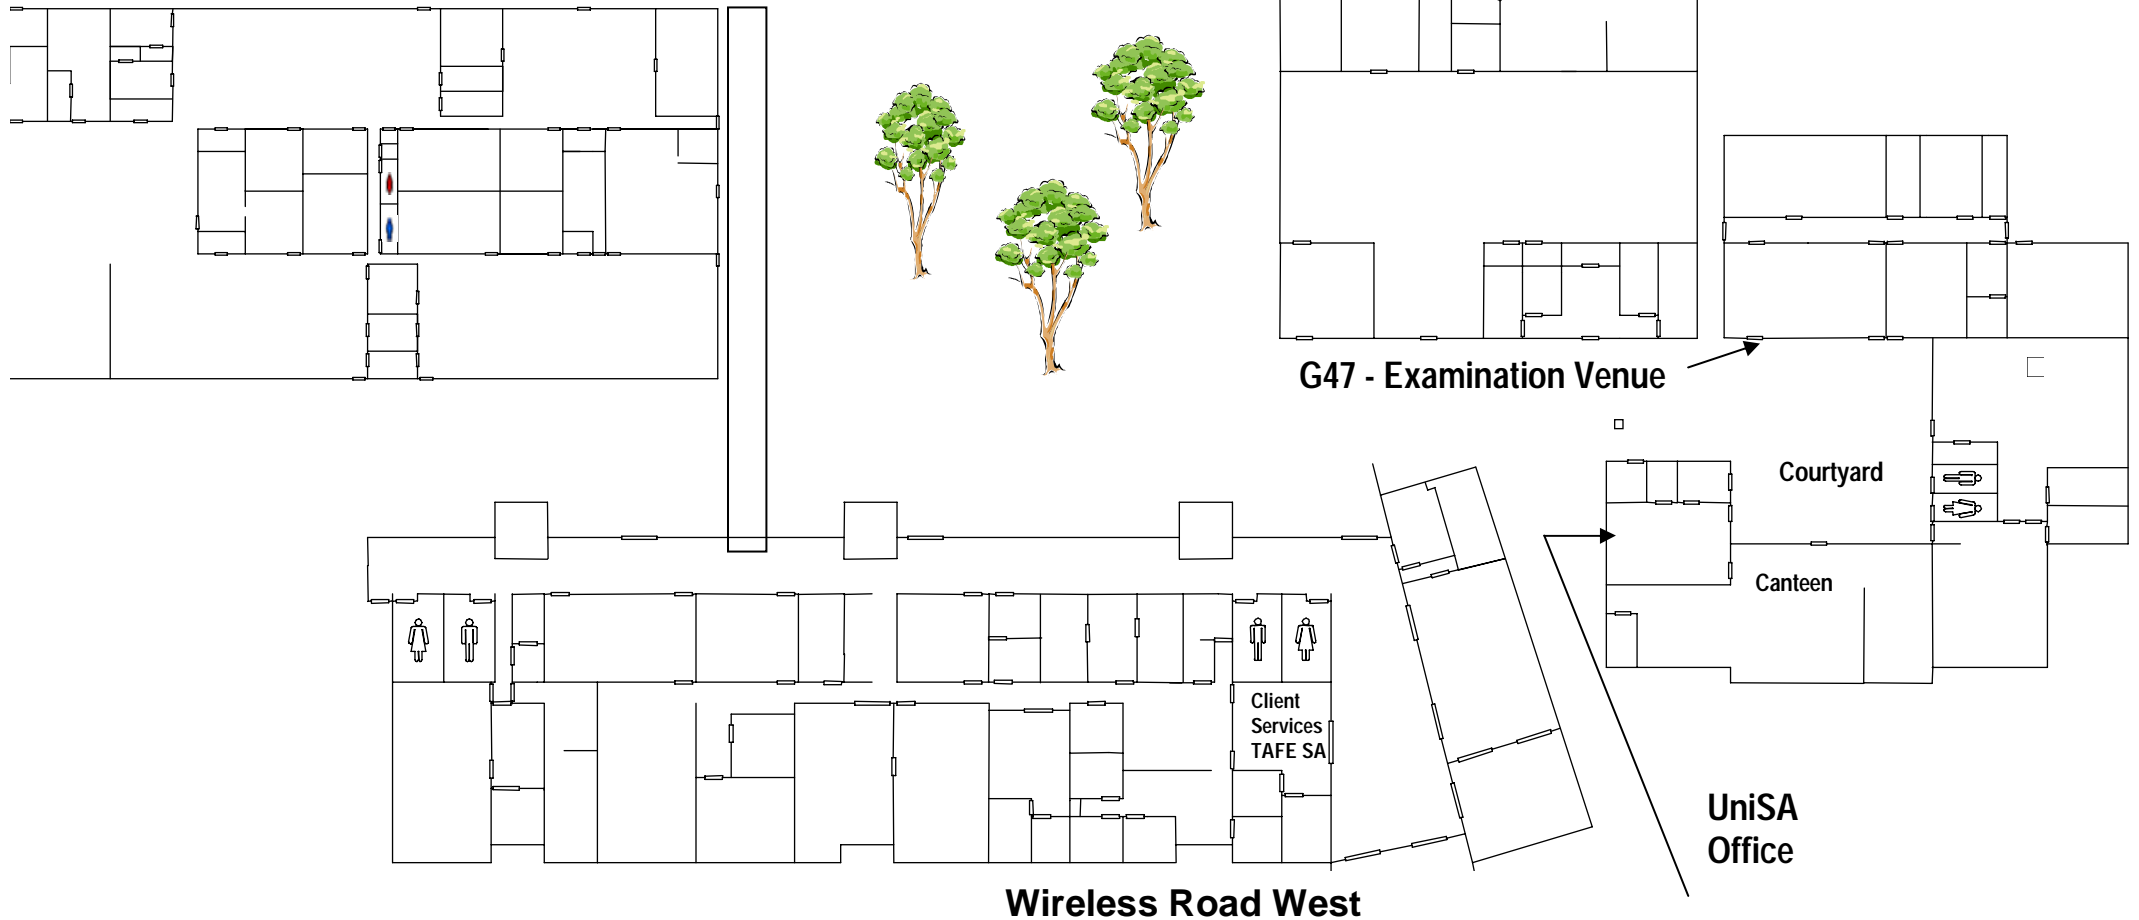 G47 - Examination Venue
Courtyard
Canteen
Client
Services
TAFE SA
UniSA
Office
Wireless Road West